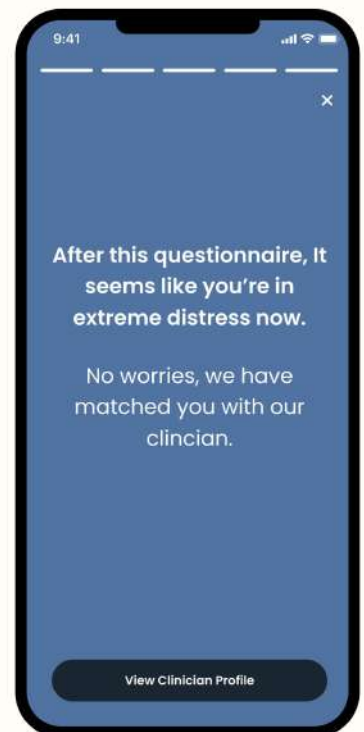 9:41
×
After this questionnaire, It
seems like you're in
extreme distress now.
No worries, we have
matched you with our
clincian.
View Clinician Profile